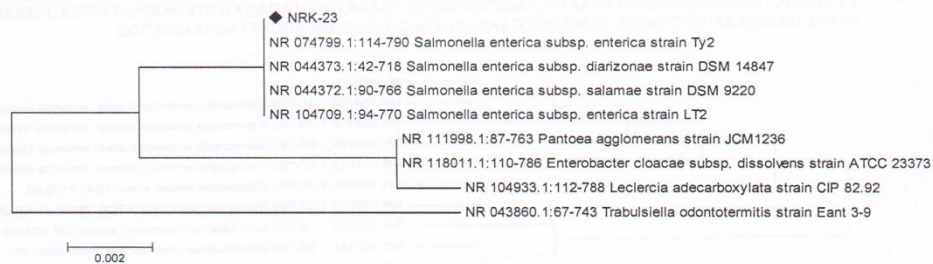 NRK-23
NR 074799.1:114-790 Salmonella enterica subsp. enterica strain Ty2
NR 044373.1:42-718 Salmonella enterica subsp. diarizonae strain DSM 14847
NR 044372.1:90-766 Salmonella enterica subsp. salamae strain DSM 9220
NR 104709.1:94-770 Salmonella enterica subsp. enterica strain LT2
NR 111998.1:87-763 Pantoea agglomerans strain JCM1236
NR 118011.1:110-786 Enterobacter cloacae subsp. dissolvens strain ATCC 23373
NR 104933.1:112-788 Leclercia adecarboxylata strain CIP 82.92
NR 043860.1:67-743 Trabulsiella odontotermitis strain Eant 3-9
0.002